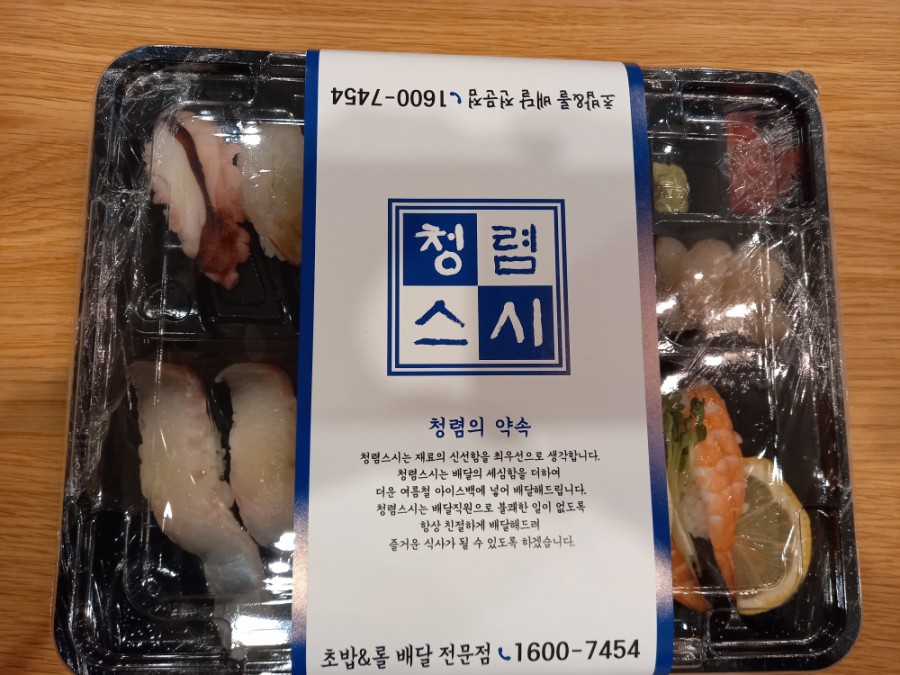 초밥&롤 배달 전문점 1600-7454
청렴
스시
청렴의 약속
청렴스시는 재료의 신선함을 최우선으로 생각합니다.
청렴스시는 배달의 세심함을 더하여
더운 여름철 아이스백에 넣어 배달해드립니다.
청렴스시는 배달직원으로 불쾌한 일이 없도록
항상 친절하게 배달해드려
즐거운 식사가 될 수 있도록 하겠습니다.
초밥&롤 배달 전문점 1600-7454